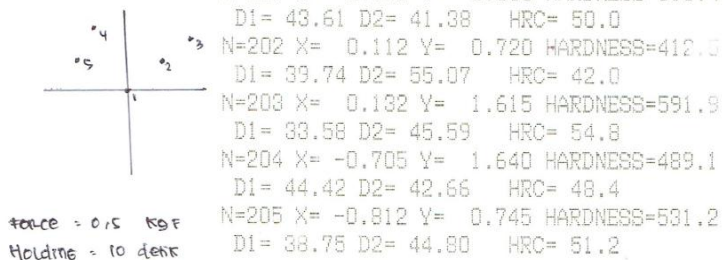 D1= 43.61 D2= 41.38 HRC= 50.0
4
3
N=202 X= 0.112 Y= 0.720 HARDNESS=412.5
5
2
D1= 39.74 D2= 55.07 HRC= 42.0
1
N=203 X= 0.132 Y= 1.615 HARDNESS=591.9
D1= 33.58 D2= 45.59 HRC= 54.8
N=204 X= -0.705 Y= 1.640 HARDNESS=489.1
D1= 44.42 D2= 42.66 HRC= 48.4
Force = 0,5 KgF
N=205 X= -0.812 Y= 0.745 HARDNESS=531.2
Holding = 10 detik
D1= 38.75 D2= 44.80 HRC= 51.2